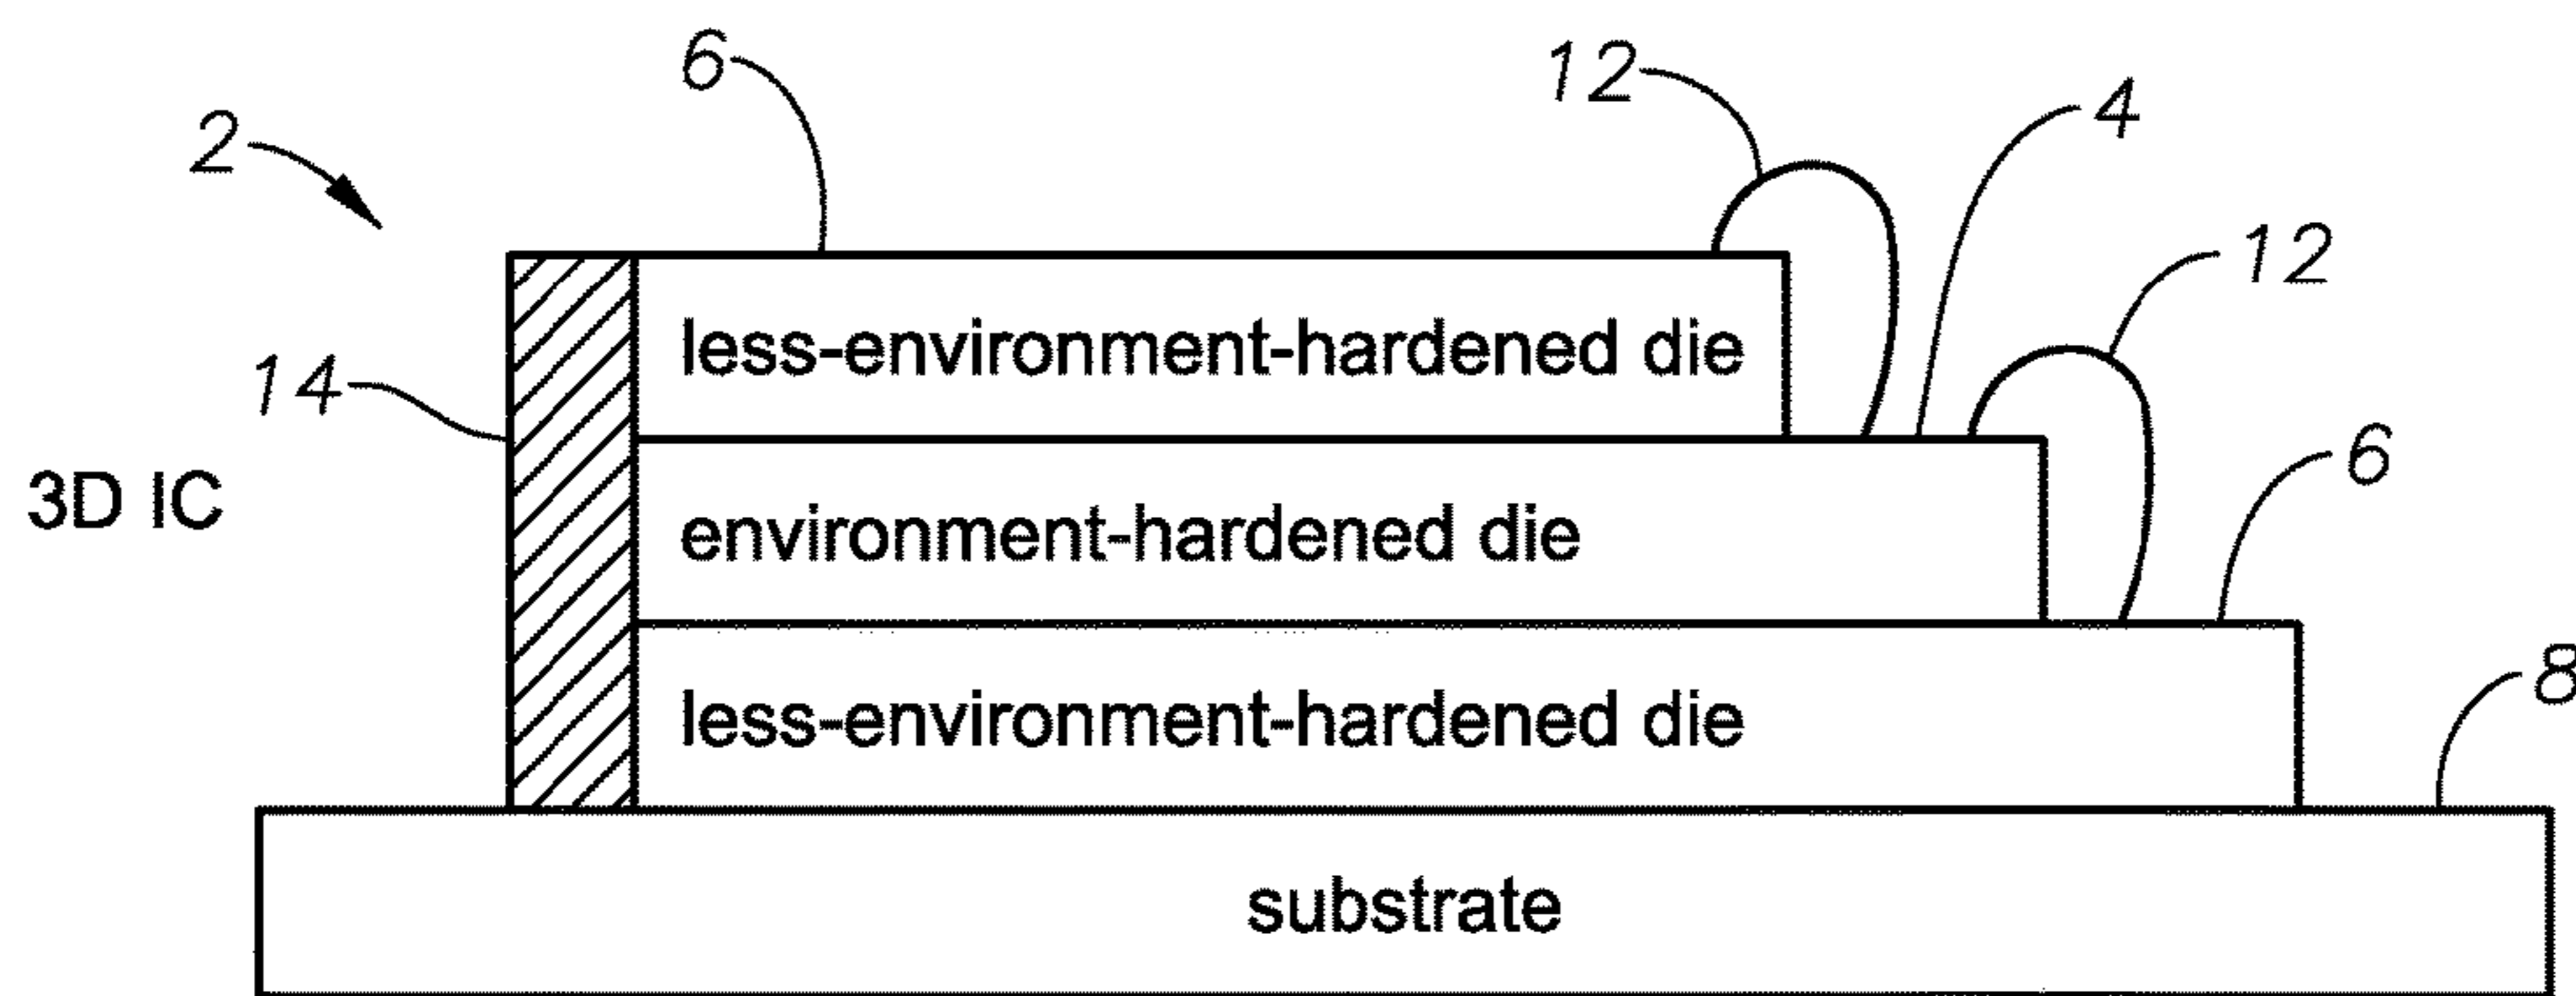 6
12
4
2
12
less-environment-hardened die
14
6
3D IC
environment-hardened die
8
less-environment-hardened die
substrate